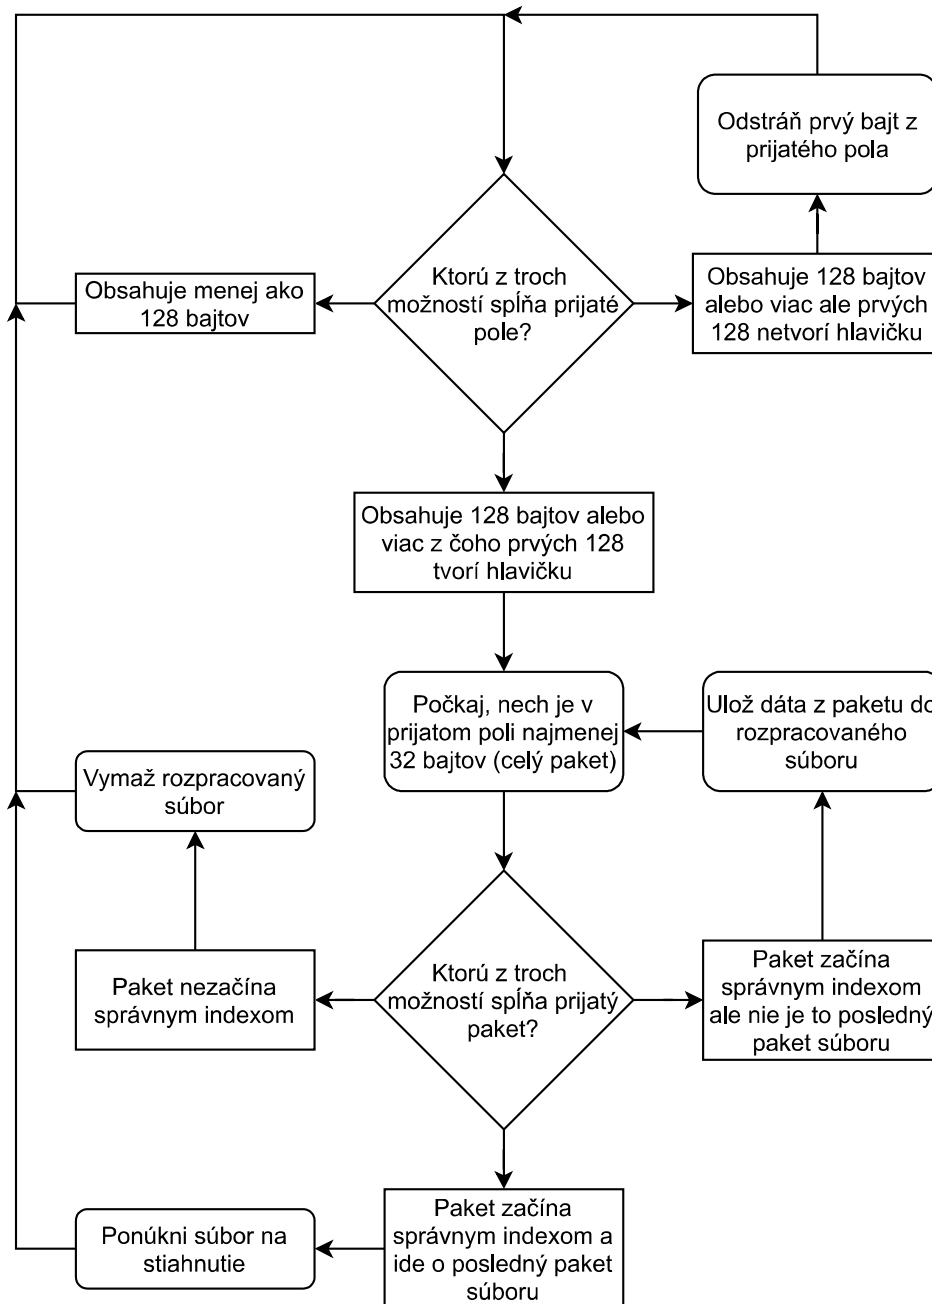 Odstráň prvý bajt z
prijatého pola
Ktorú z troch
možností spĺňa prijaté
pole?
Obsahuje menej ako
128 bajtov
Obsahuje 128 bajtov
alebo viac ale prvých
128 netvorí hlavičku
Obsahuje 128 bajtov alebo
viac z čoho prvých 128
tvorí hlavičku
Počkaj, nech je v
prijatom poli najmenej
32 bajtov (celý paket)
Ulož dáta z paketu do
rozpracovaného
súboru
Vymaž rozpracovaný
súbor
Paket nezačína
správnym indexom
Ktorú z troch
možností spĺňa prijatý
paket?
Paket začína
správnym indexom
ale nie je to posledný
paket súboru
Ponúkni súbor na
stiahnutie
Paket začína
správnym indexom a
ide o posledný paket
súboru